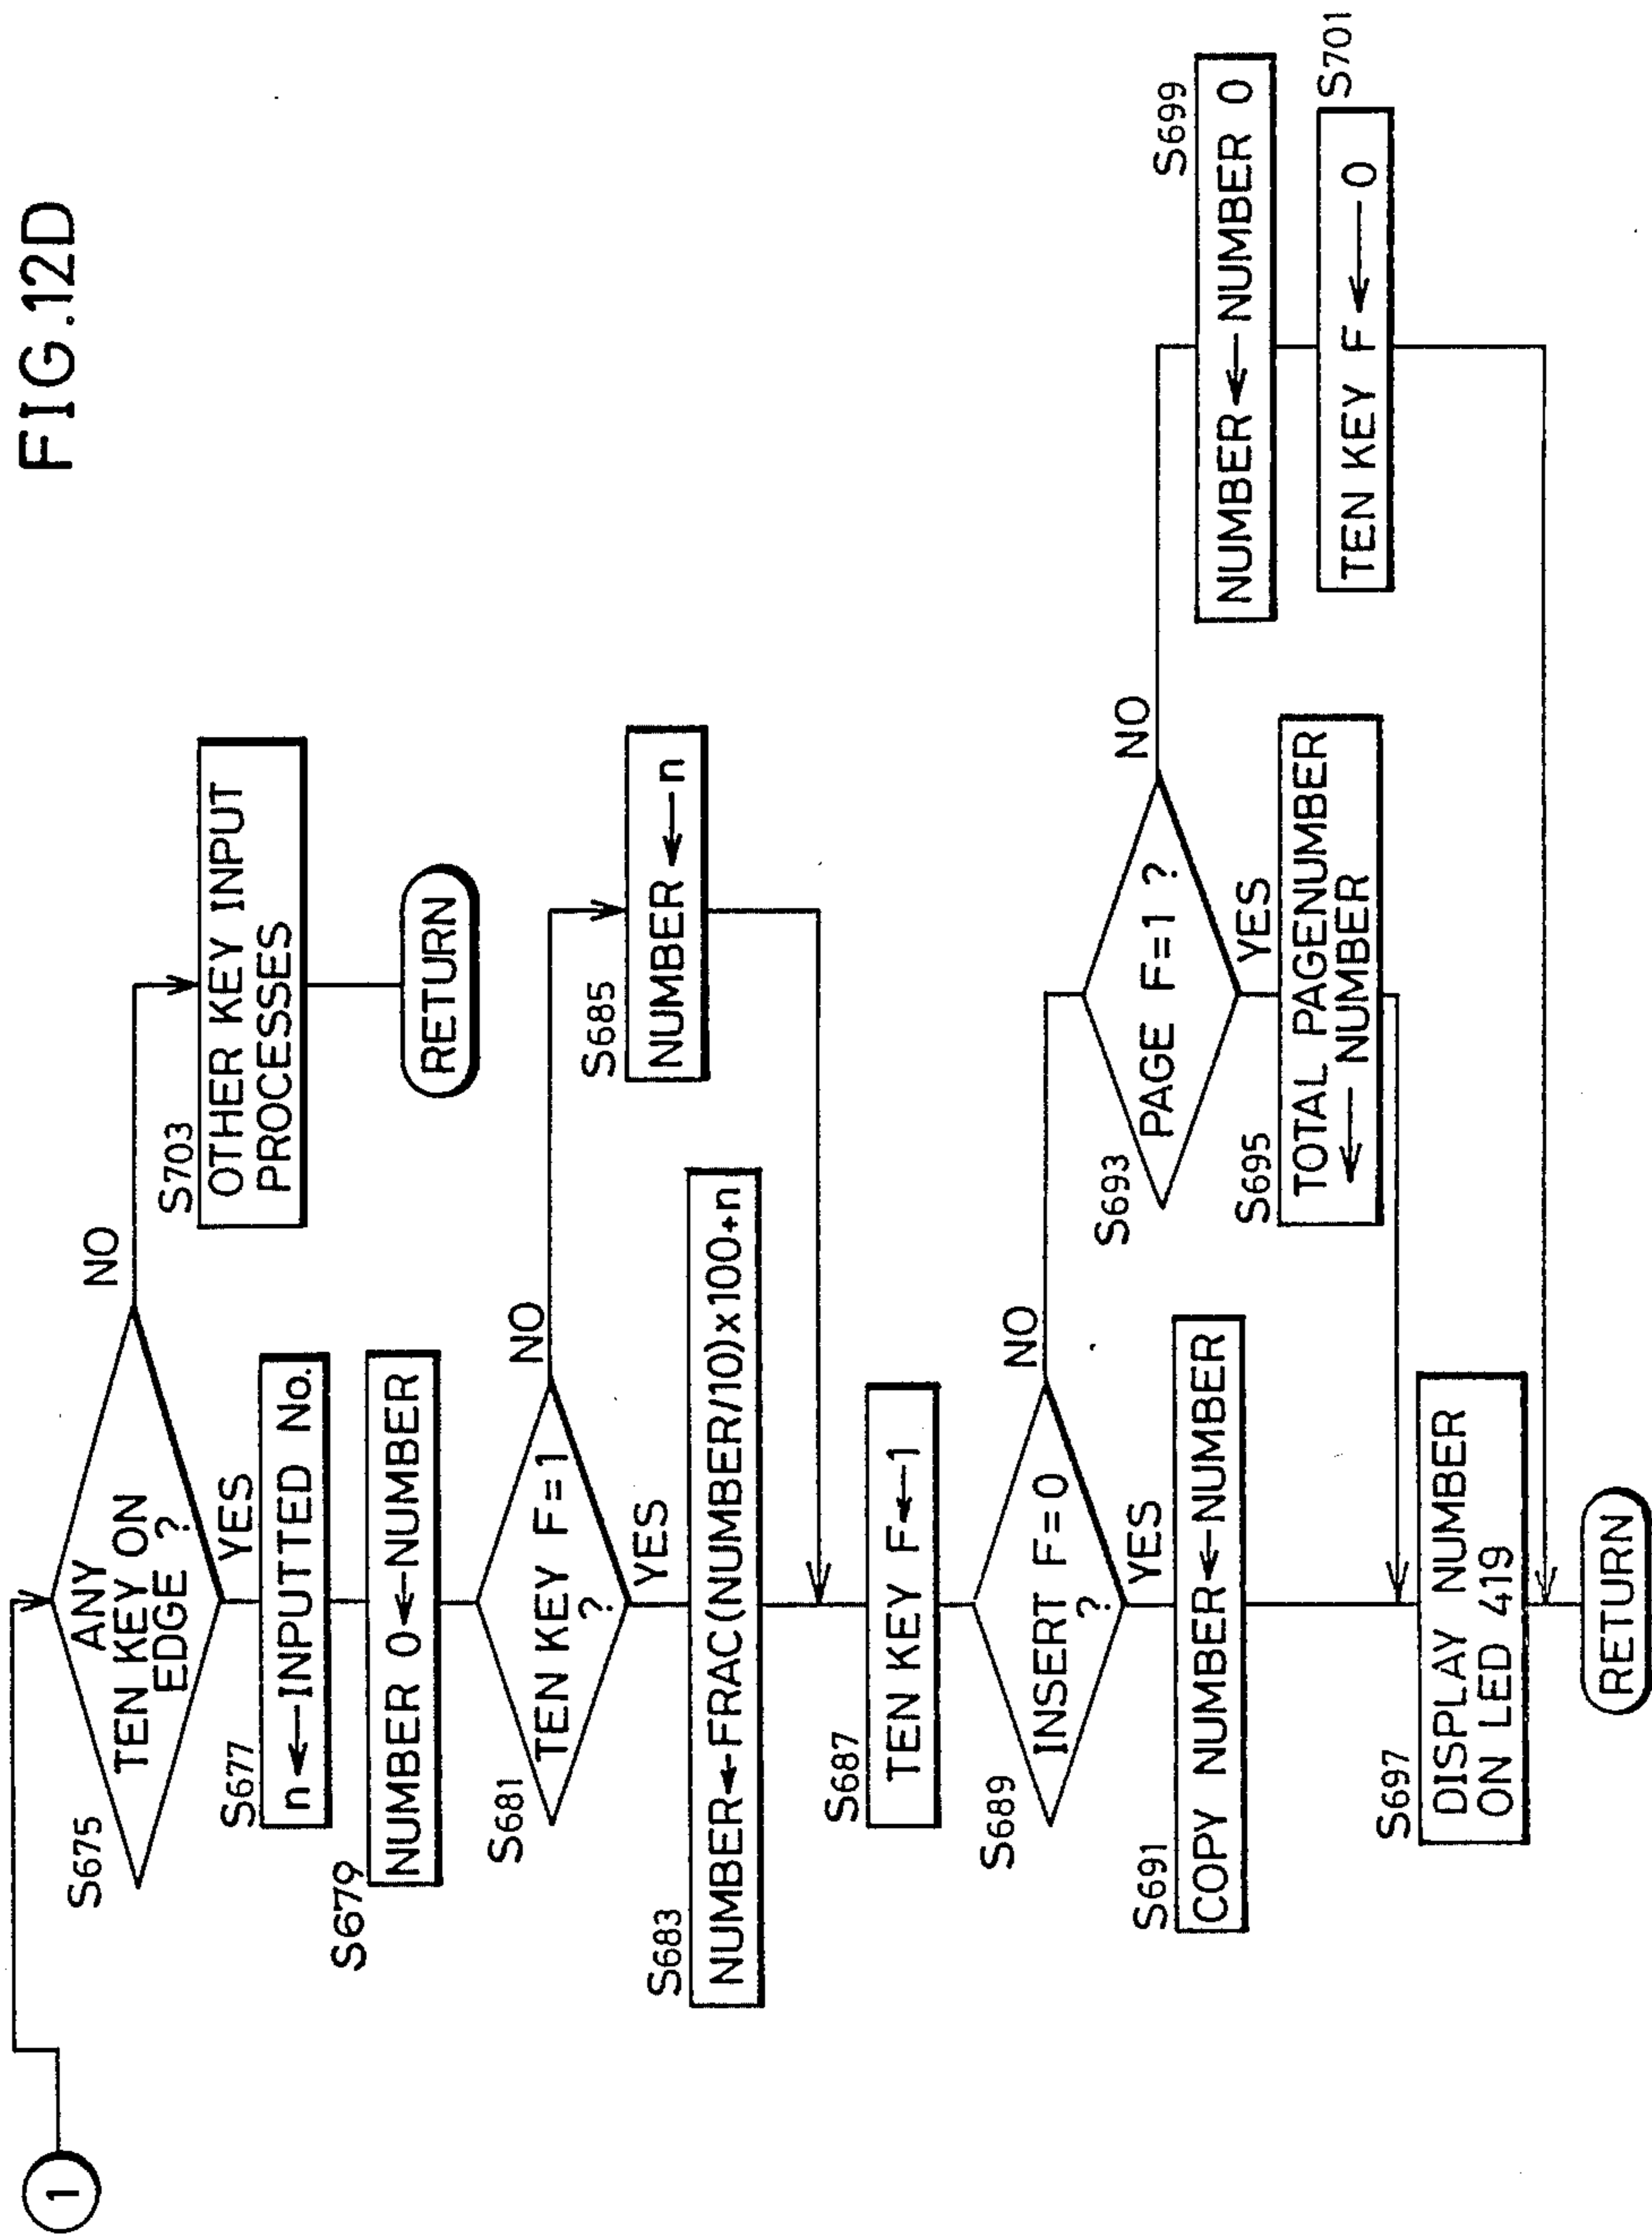 FIG.12D
1
S675
ANY
TEN KEY ON
EDGE ?
NO
YES
S703
OTHER KEY INPUT
PROCESSES
RETURN
S677
n←INPUTTED No.
S679
NUMBER 0←NUMBER
S681
TEN KEY F=1
?
NO
YES
S683
NUMBER←FRAC(NUMBER/10)x100+n
S685
NUMBER←n
S687
TEN KEY F←1
S689
INSERT F=0
?
NO
YES
S691
COPY NUMBER←NUMBER
S693
PAGE F=1 ?
NO
YES
S695
TOTAL PAGENUMBER
← NUMBER
S697
DISPLAY NUMBER
ON LED 419
S699
NUMBER←NUMBER 0
S701
TEN KEY F←0
RETURN